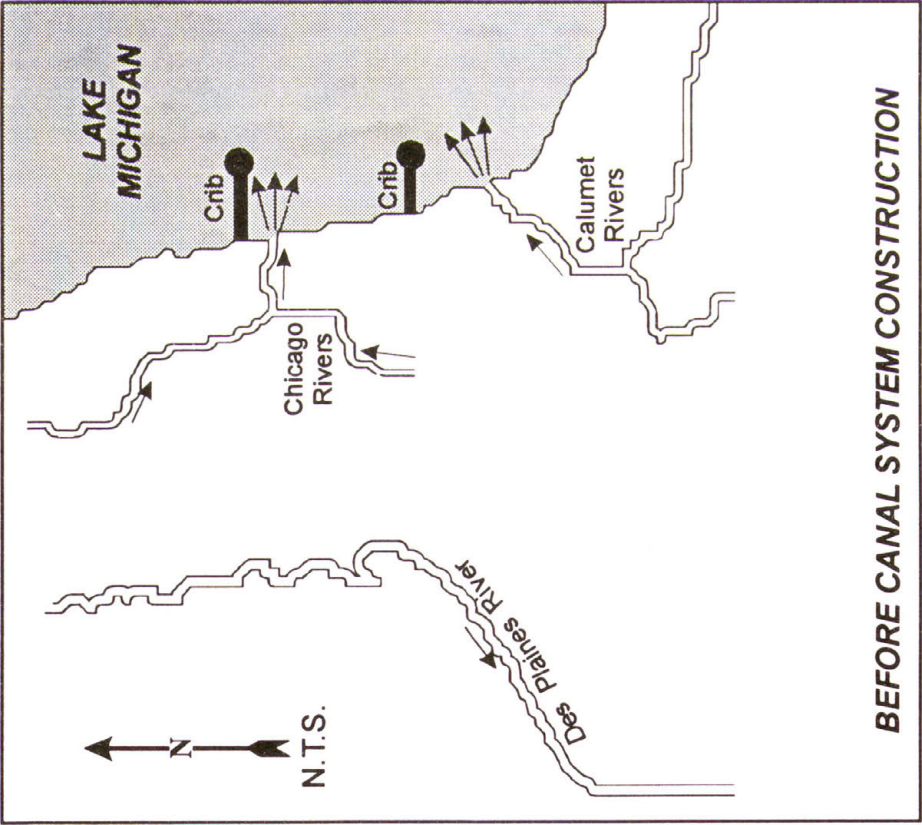 LAKE
MICHIGAN
Crib
Crib
Chicago
Rivers
Calumet
Rivers
Des Plaines River
N
N.T.S.
BEFORE CANAL SYSTEM CONSTRUCTION